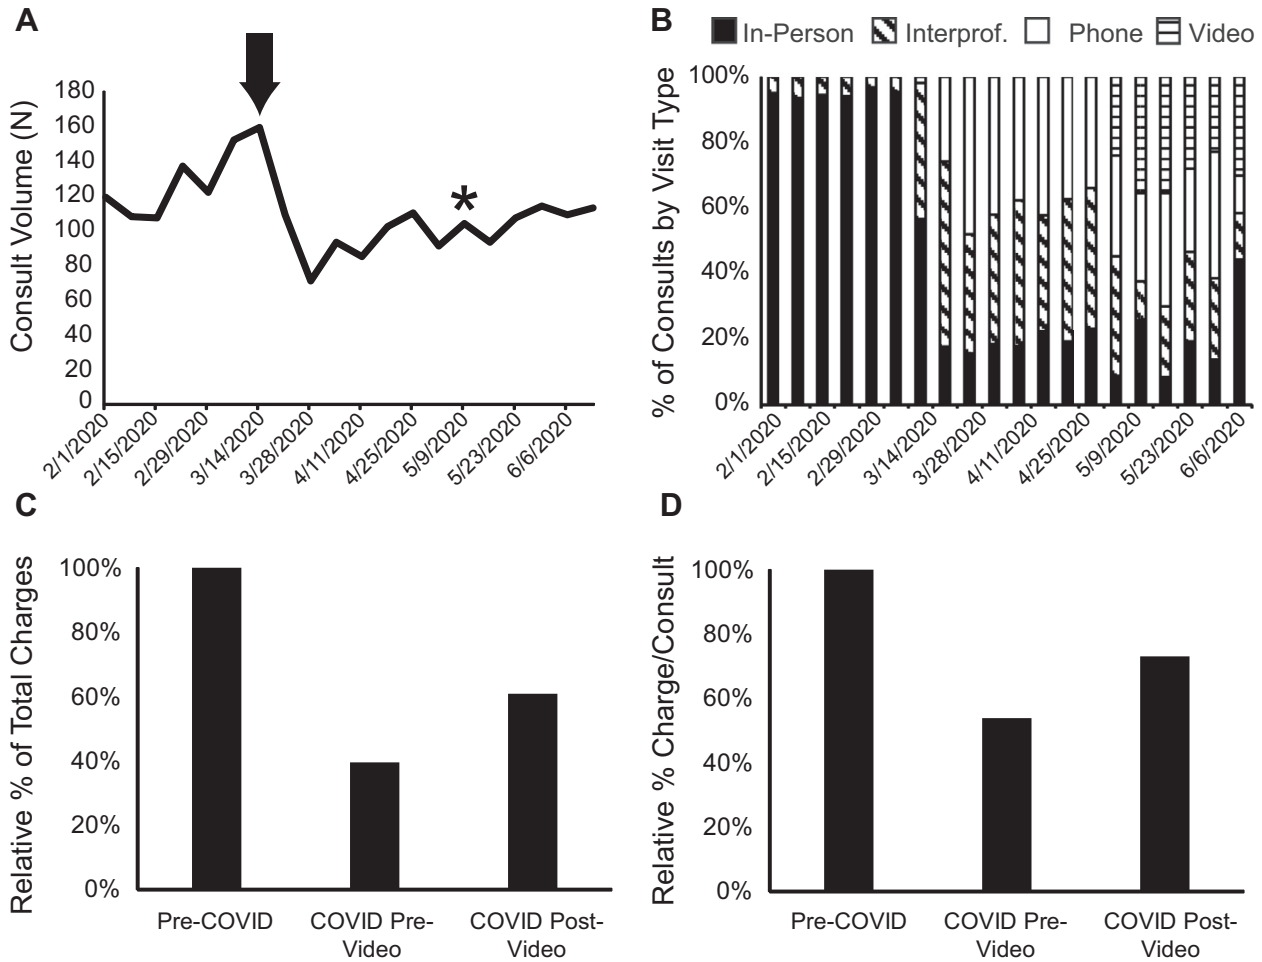 A
Consult Volume (N)
180
160
140
120
100
80
60
40
20
0
*
2/1/2020
2/15/2020
2/29/2020
3/14/2020
3/28/2020
4/11/2020
4/25/2020
5/9/2020
5/23/2020
6/6/2020
B
In-Person Interprof. Phone Video
% of Consults by Visit Type
100%
80%
60%
40%
20%
0%
2/1/2020
2/15/2020
2/29/2020
3/14/2020
3/28/2020
4/11/2020
4/25/2020
5/9/2020
5/23/2020
6/6/2020
C
Relative % of Total Charges
100%
80%
60%
40%
20%
0%
Pre-COVID
COVID Pre-
Video
COVID Post-
Video
D
Relative % Charge/Consult
100%
80%
60%
40%
20%
0%
Pre-COVID
COVID Pre-
Video
COVID Post-
Video